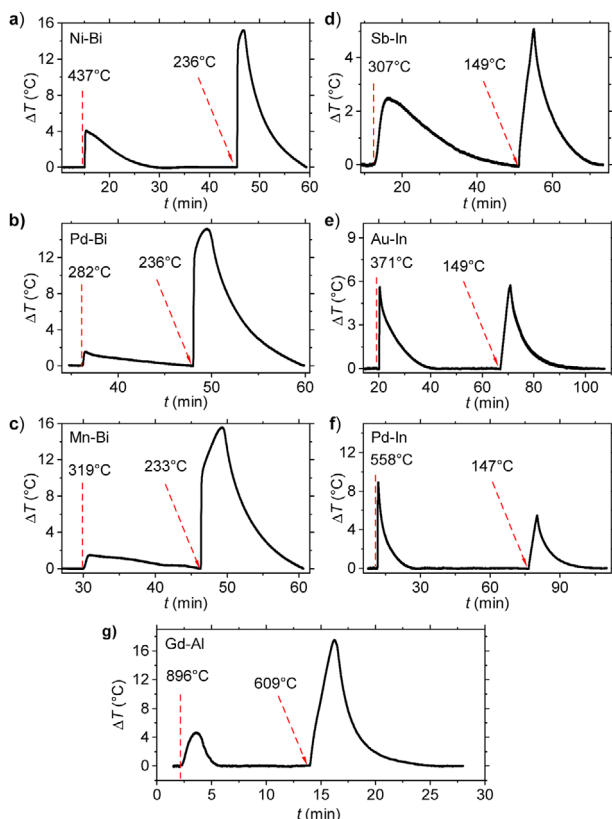 a)
Ni-Bi
437°C
236°C
ΔT (°C)
16
12
8
4
0
20 30 40 50 60
t (min)
d)
Sb-In
307°C
149°C
ΔT (°C)
4
2
0
20 40 60
t (min)
b)
Pd-Bi
282°C
236°C
ΔT (°C)
12
8
4
0
40 50 60
t (min)
e)
Au-In
371°C
149°C
ΔT (°C)
9
6
3
0
20 40 60 80 100
t (min)
c)
Mn-Bi
319°C
233°C
ΔT (°C)
16
12
8
4
0
30 40 50 60
t (min)
f)
Pd-In
558°C
147°C
ΔT (°C)
12
8
4
0
30 60 90
t (min)
g)
Gd-Al
896°C
609°C
ΔT (°C)
16
12
8
4
0
0 5 10 15 20 25 30
t (min)